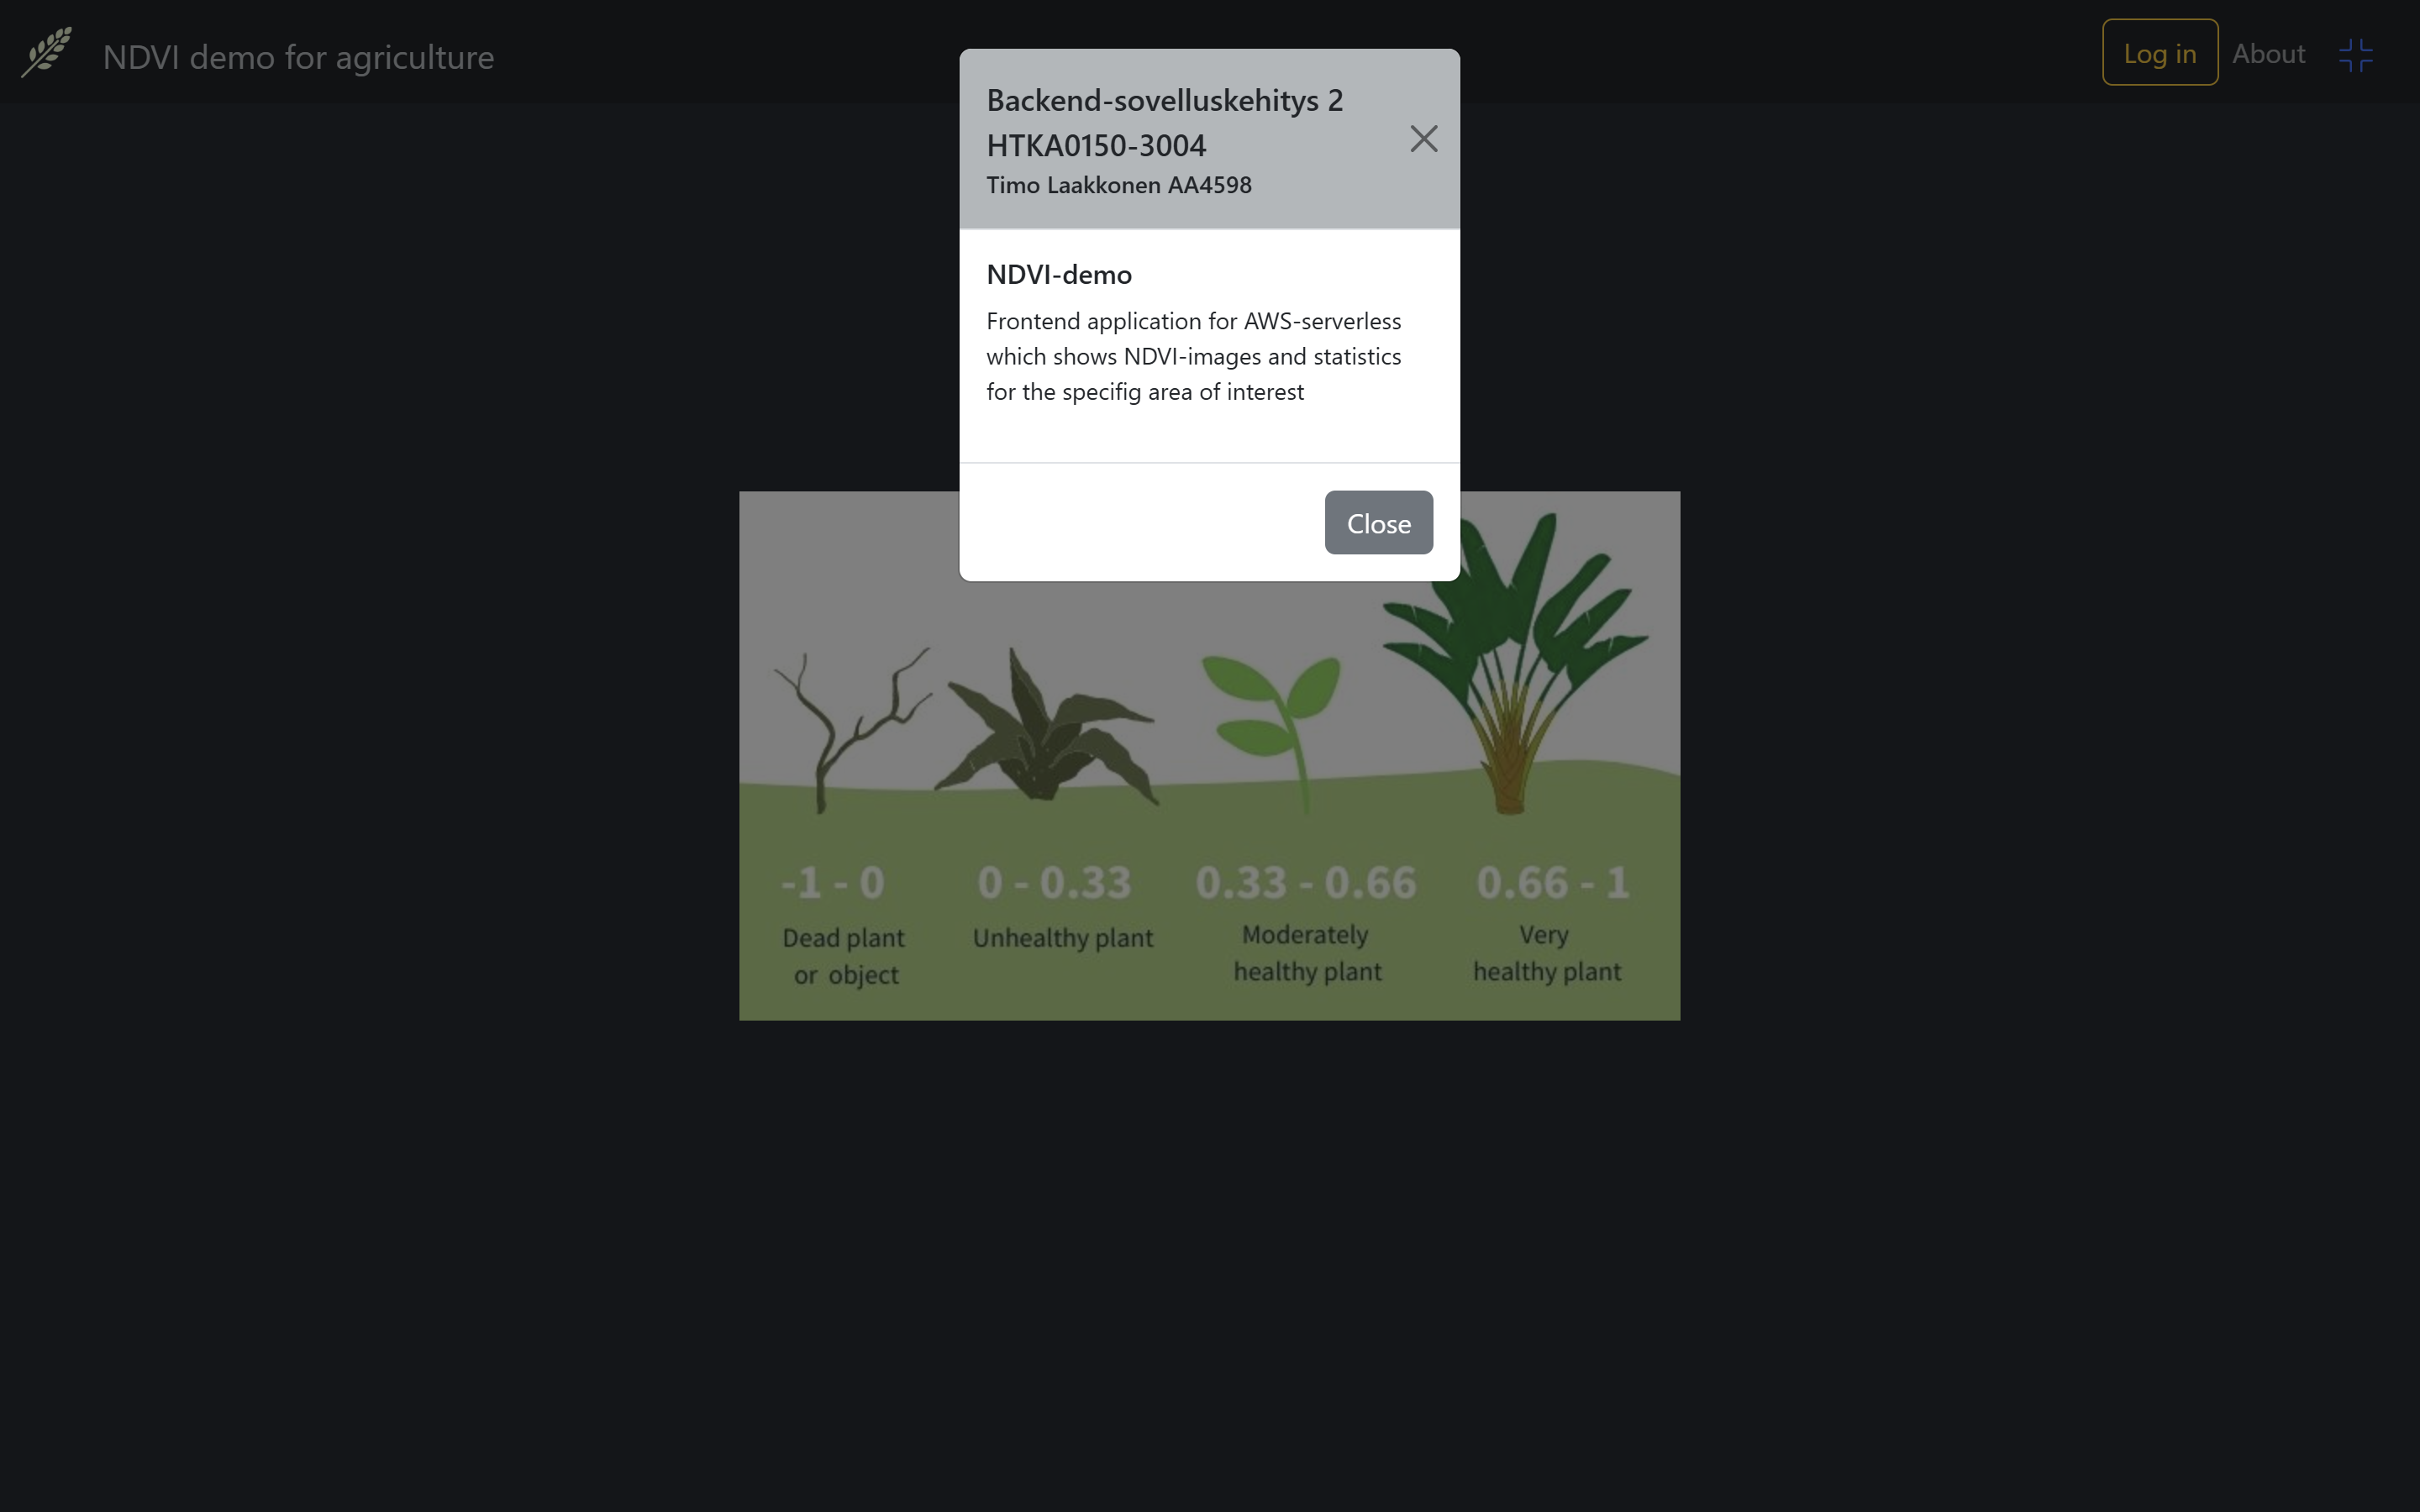 NDVI demo for agriculture
Log in
About
Backend-sovelluskehitys 2
HTKA0150-3004
Timo Laakkonen AA4598
NDVI-demo
Frontend application for AWS-serverless
which shows NDVI-images and statistics
for the specifig area of interest
Close
-1 - 0
Dead plant
or object
0 - 0.33
Unhealthy plant
0.33 - 0.66
Moderately
healthy plant
0.66 - 1
Very
healthy plant